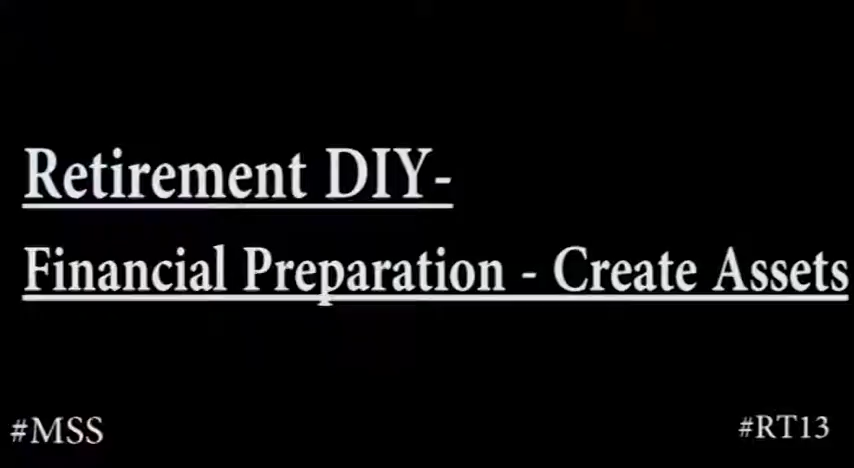 Retirement DIY-
Financial Preparation - Create Assets
#MSS
#RT13